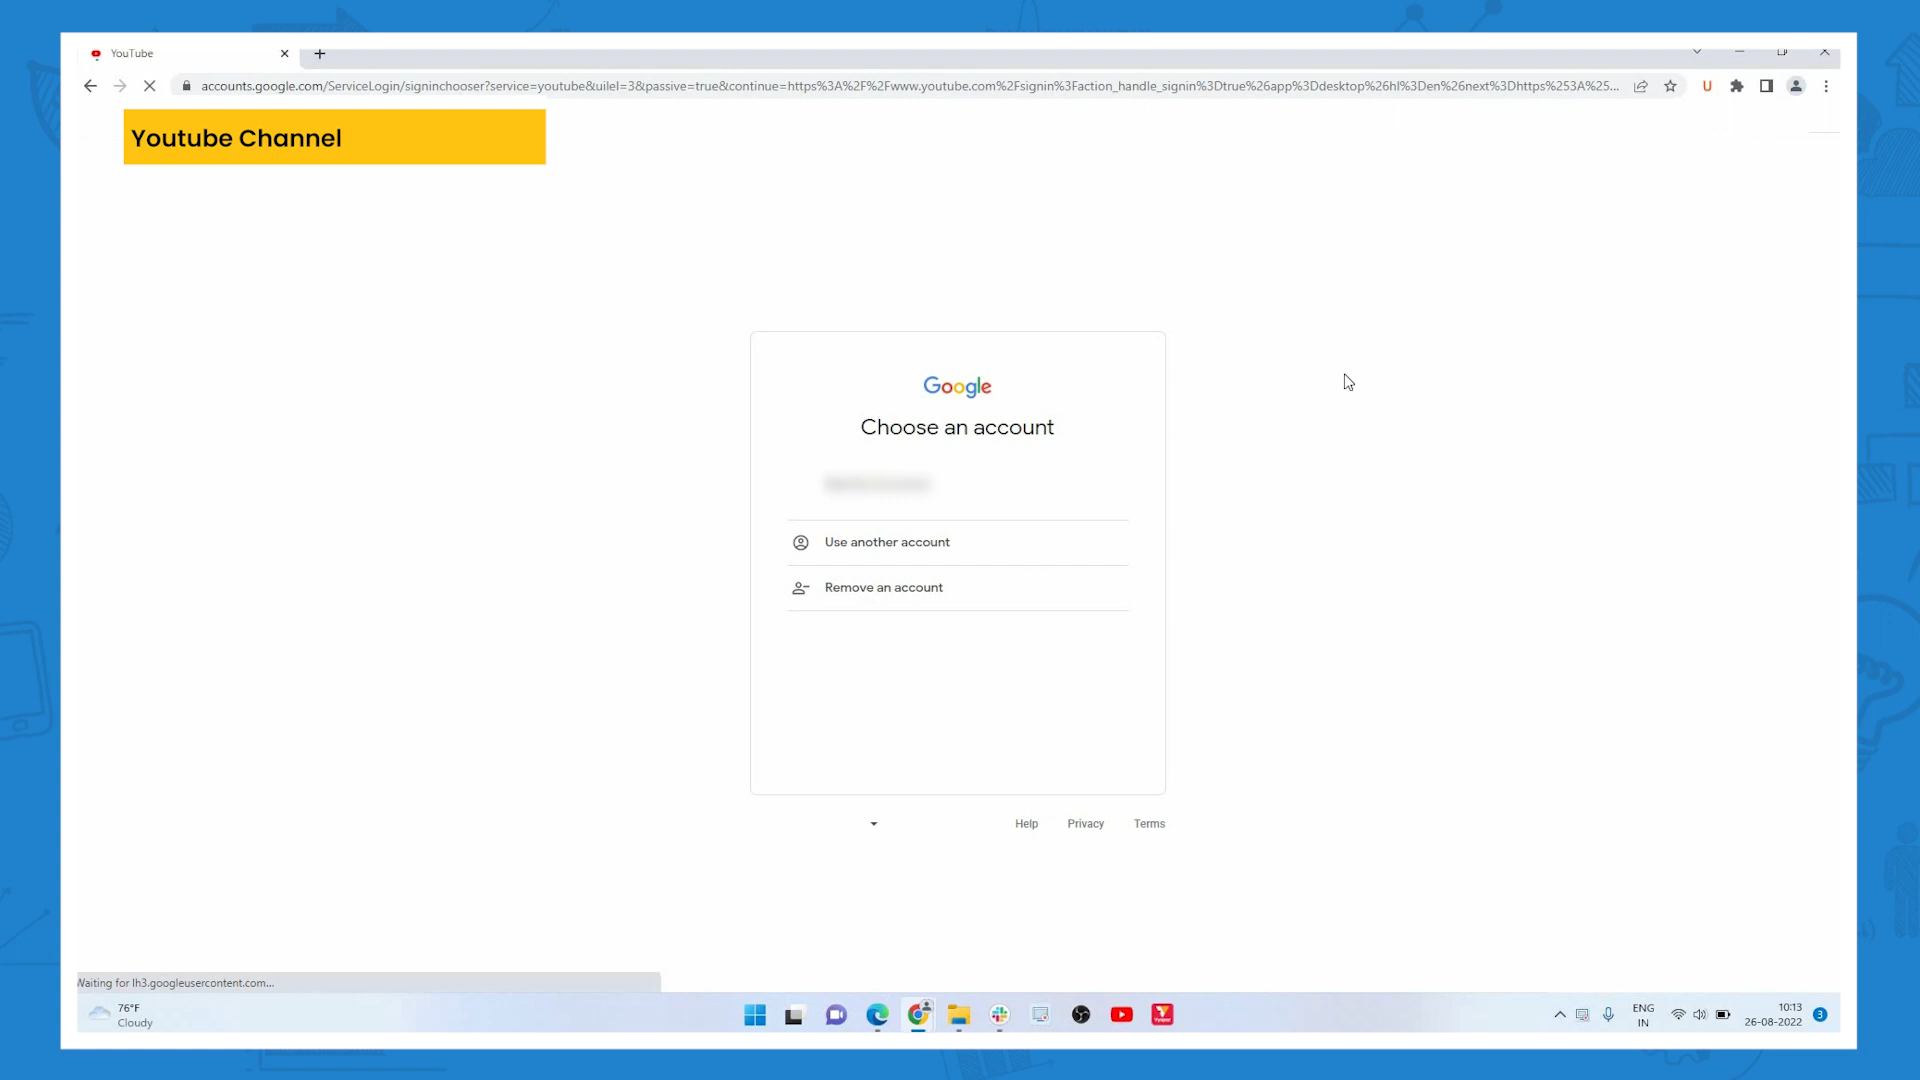 YouTube
accounts.google.com/ServiceLogin/signinchooser?service=youtube&uilel=3&passive=true&continue=https%3A%2F%2Fwww.youtube.com%2Fsignin%3Faction_handle_signin%3Dtrue%26app%3Ddesktop%26hl%3Den%26next%3Dhttps%253A%25...
U
Youtube Channel
Google
Choose an account
Use another account
Remove an account
Help Privacy Terms
Waiting for lh3.googleusercontent.com...
76°F
Cloudy
ENG
IN
10:13
26-08-2022
3